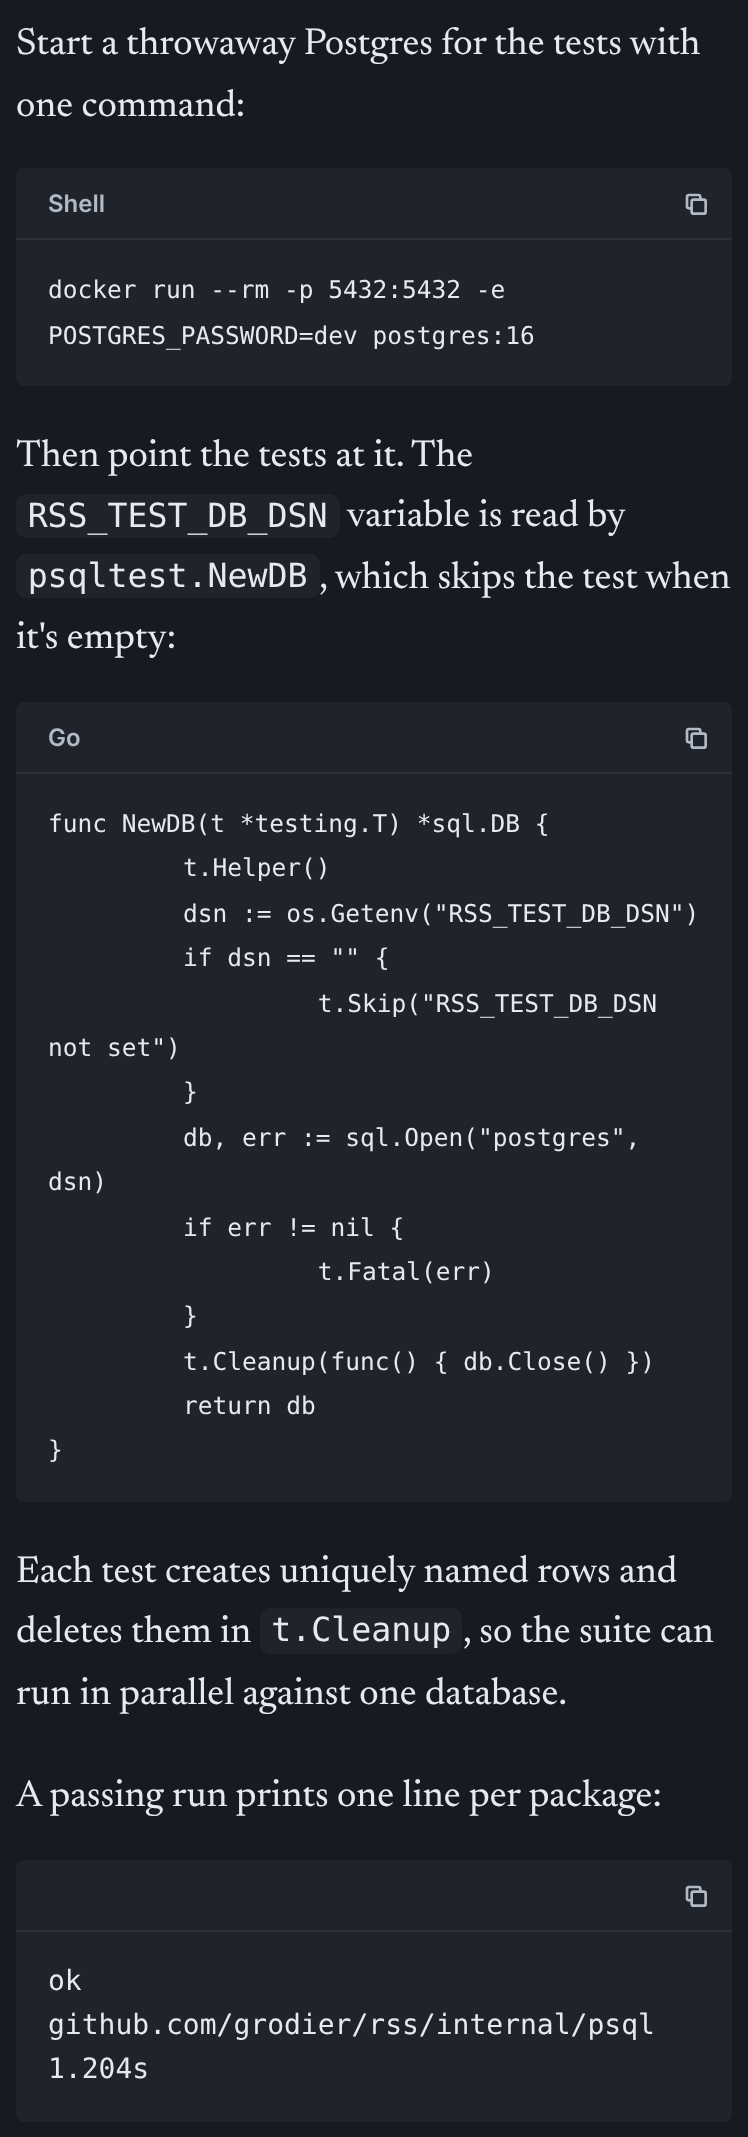 Start a throwaway Postgres for the tests with
one command:
Shell
docker run --rm -p 5432:5432 -e
POSTGRES_PASSWORD=dev postgres:16
Then point the tests at it. The
RSS_TEST_DB_DSN variable is read by
psqltest.NewDB, which skips the test when
it's empty:
Go
func NewDB(t *testing.T) *sql.DB {
	t.Helper()
	dsn := os.Getenv("RSS_TEST_DB_DSN")
	if dsn == "" {
		t.Skip("RSS_TEST_DB_DSN
not set")
	}
	db, err := sql.Open("postgres",
dsn)
	if err != nil {
		t.Fatal(err)
	}
	t.Cleanup(func() { db.Close() })
	return db
}
Each test creates uniquely named rows and
deletes them in t.Cleanup, so the suite can
run in parallel against one database.
A passing run prints one line per package:
ok
github.com/grodier/rss/internal/psql
1.204s